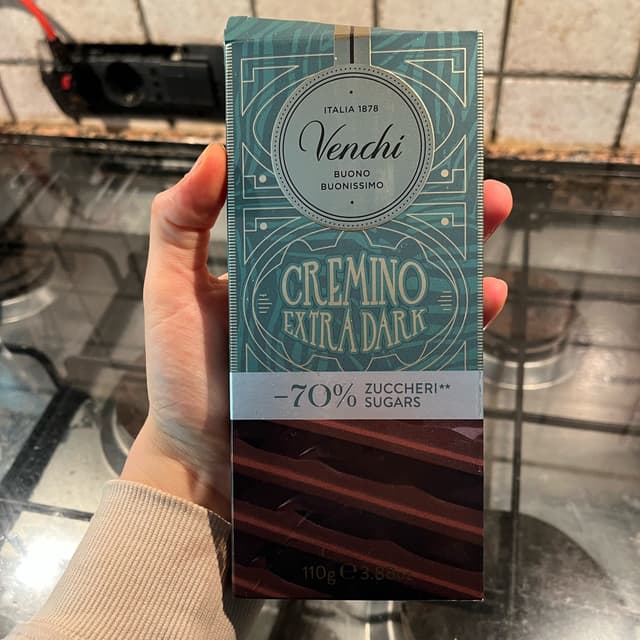 ITALIA 1878
Venchi
BUONO
BUONISSIMO
CREMINO
EXTRA DARK
-70% ZUCCHERI**
SUGARS
110g ℮